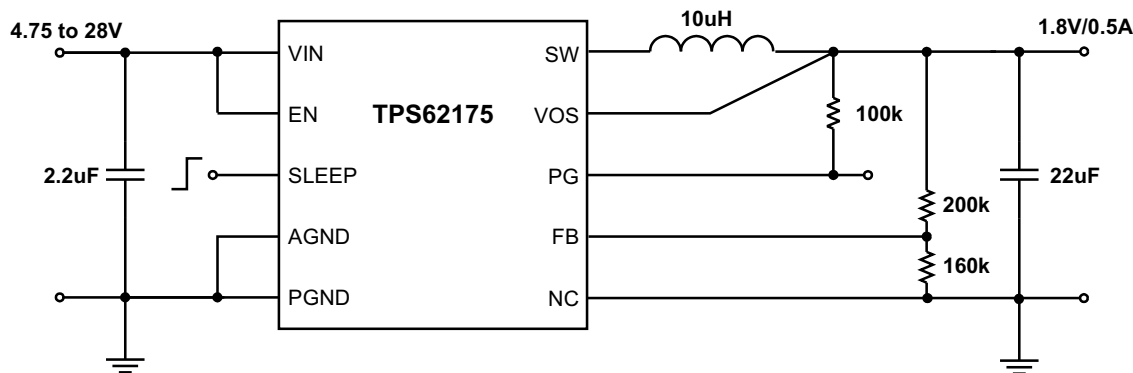 4.75 to 28V
10uH
1.8V/0.5A
VIN
SW
EN
TPS62175
VOS
100k
2.2uF
SLEEP
PG
22uF
200k
AGND
FB
160k
PGND
NC